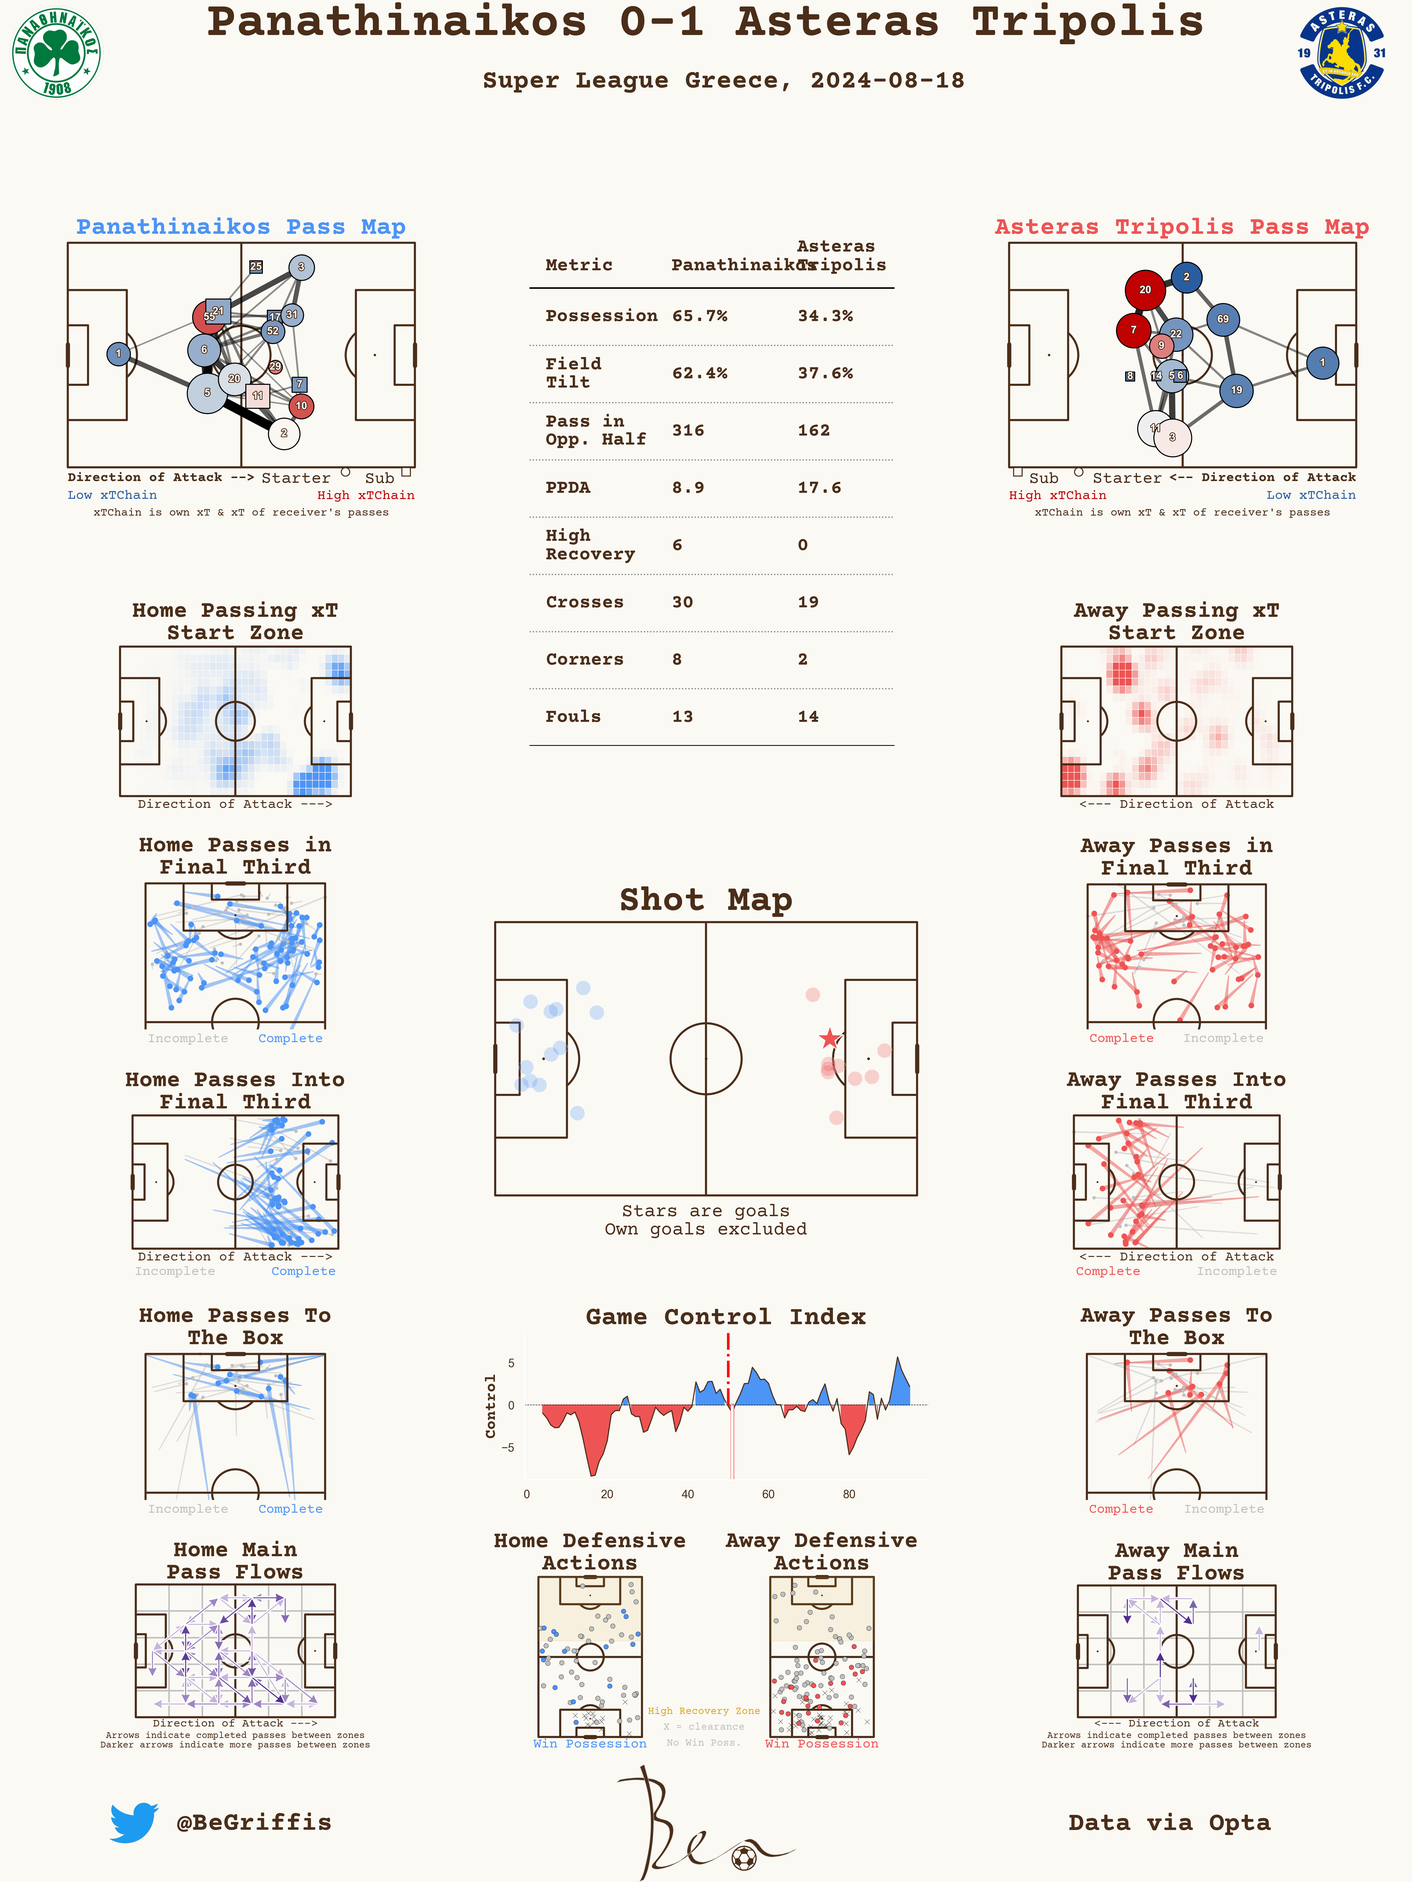 Panathinaikos 0-1 Asteras Tripolis
Super League Greece, 2024-08-18
ΠΑΝΑΘΗΝΑΪΚΟΣ
1908
ASTERAS
19 31
TRIPOLIS F.C.
Panathinaikos Pass Map
25
3
21
55
17
31
52
1
6
29
20
7
5
11
10
2
Direction of Attack --> Starter Sub
Low xTChain High xTChain
xTChain is own xT & xT of receiver's passes
Metric Panathinaikos Asteras Tripolis
Possession 65.7% 34.3%
Field Tilt 62.4% 37.6%
Pass in Opp. Half 316 162
PPDA 8.9 17.6
High Recovery 6 0
Crosses 30 19
Corners 8 2
Fouls 13 14
Asteras Tripolis Pass Map
2
20
69
7
22
9
1
8
14
5
6
19
11
3
Sub Starter <-- Direction of Attack
High xTChain Low xTChain
xTChain is own xT & xT of receiver's passes
Home Passing xT
Start Zone
Direction of Attack --->
Away Passing xT
Start Zone
<--- Direction of Attack
Home Passes in
Final Third
Incomplete Complete
Away Passes in
Final Third
Complete Incomplete
Shot Map
Stars are goals
Own goals excluded
Home Passes Into
Final Third
Direction of Attack --->
Incomplete Complete
Away Passes Into
Final Third
<--- Direction of Attack
Complete Incomplete
Home Passes To
The Box
Incomplete Complete
Game Control Index
Control
5
0
−5
0 20 40 60 80
Away Passes To
The Box
Complete Incomplete
Home Main
Pass Flows
Direction of Attack --->
Arrows indicate completed passes between zones
Darker arrows indicate more passes between zones
Home Defensive
Actions
Win Possession
Away Defensive
Actions
Win Possession
High Recovery Zone
X = clearance
No Win Poss.
Away Main
Pass Flows
<--- Direction of Attack
Arrows indicate completed passes between zones
Darker arrows indicate more passes between zones
@BeGriffis
Ben
Data via Opta